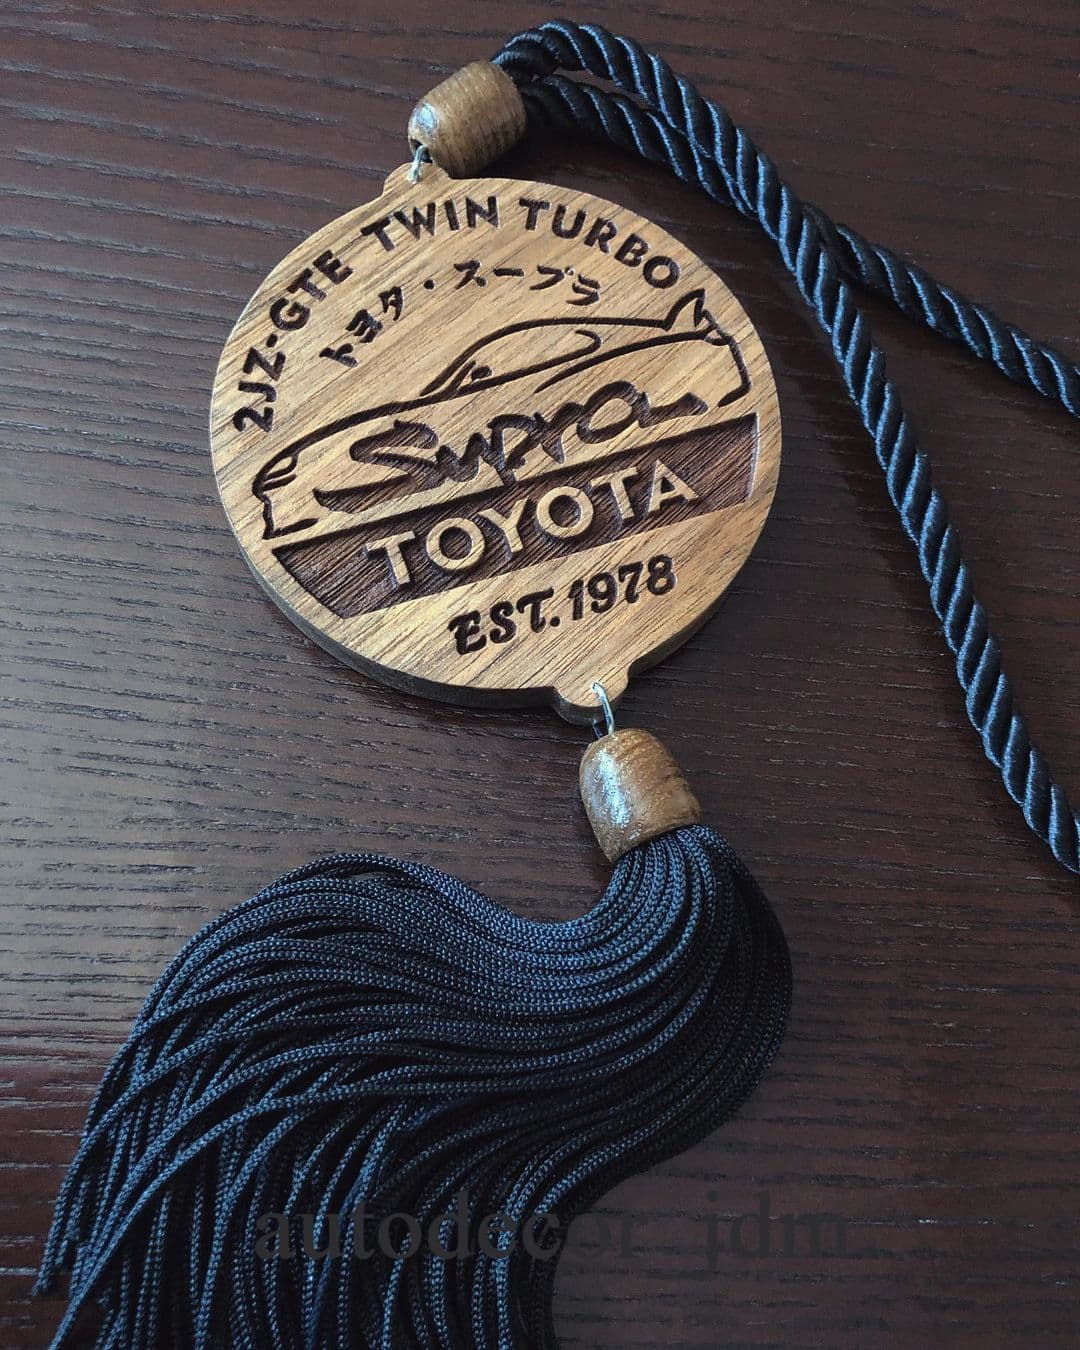 2JZ-GTE TWIN TURBO
トヨタ・スープラ
Supra
TOYOTA
EST. 1978
autodecor_jdm